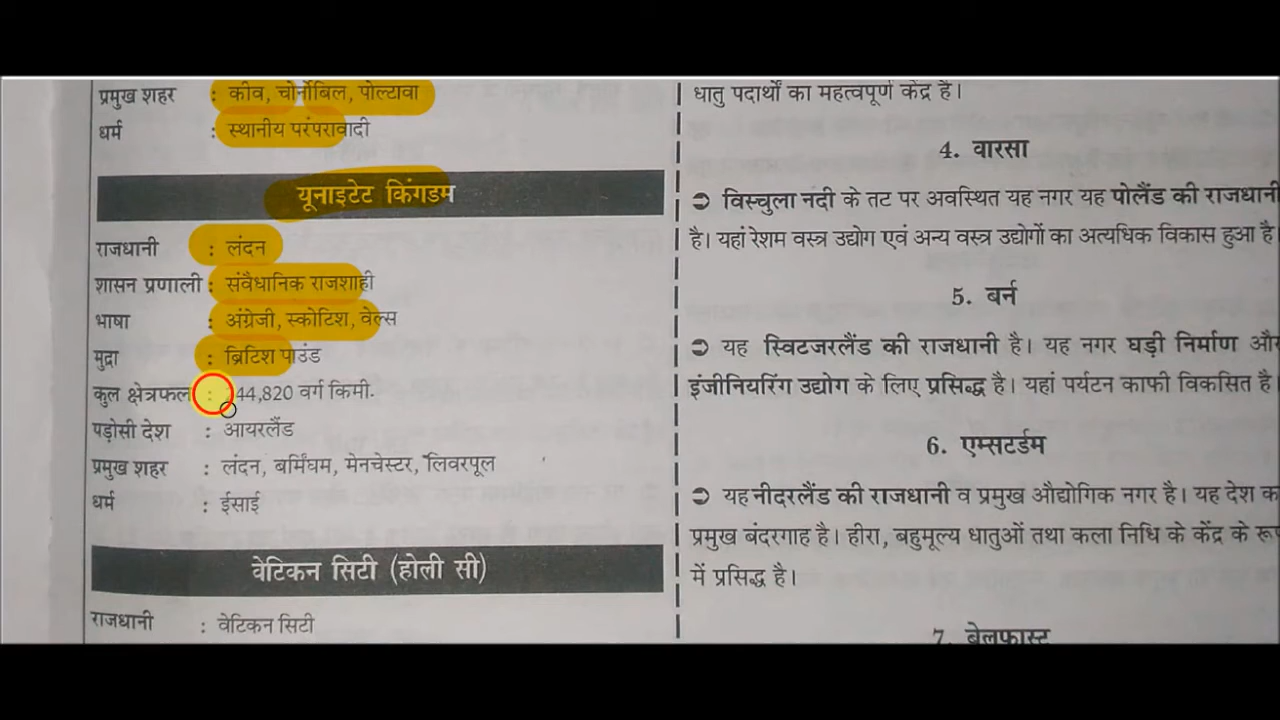 प्रमुख शहर : कीव, चोर्नोबिल, पोल्टावा
धर्म : स्थानीय परंपरावादी
यूनाइटेट किंगडम
राजधानी : लंदन
शासन प्रणाली : संवैधानिक राजशाही
भाषा : अंग्रेजी, स्कोटिश, वेल्स
मुद्रा : ब्रिटिश पाउंड
कुल क्षेत्रफल : 44,820 वर्ग किमी.
पड़ोसी देश : आयरलैंड
प्रमुख शहर : लंदन, बर्मिंघम, मेनचेस्टर, लिवरपूल
धर्म : ईसाई
वेटिकन सिटी (होली सी)
राजधानी : वेटिकन सिटी
धातु पदार्थों का महत्वपूर्ण केंद्र है।
4. वारसा
➲ विस्चुला नदी के तट पर अवस्थित यह नगर यह पोलैंड की राजधानी
है। यहां रेशम वस्त्र उद्योग एवं अन्य वस्त्र उद्योगों का अत्यधिक विकास हुआ है
5. बर्न
➲ यह स्विटजरलैंड की राजधानी है। यह नगर घड़ी निर्माण और
इंजीनियरिंग उद्योग के लिए प्रसिद्ध है। यहां पर्यटन काफी विकसित है
6. एम्सटर्डम
➲ यह नीदरलैंड की राजधानी व प्रमुख औद्योगिक नगर है। यह देश क
प्रमुख बंदरगाह है। हीरा, बहुमूल्य धातुओं तथा कला निधि के केंद्र के रू
में प्रसिद्ध है।
7. बेलफास्ट